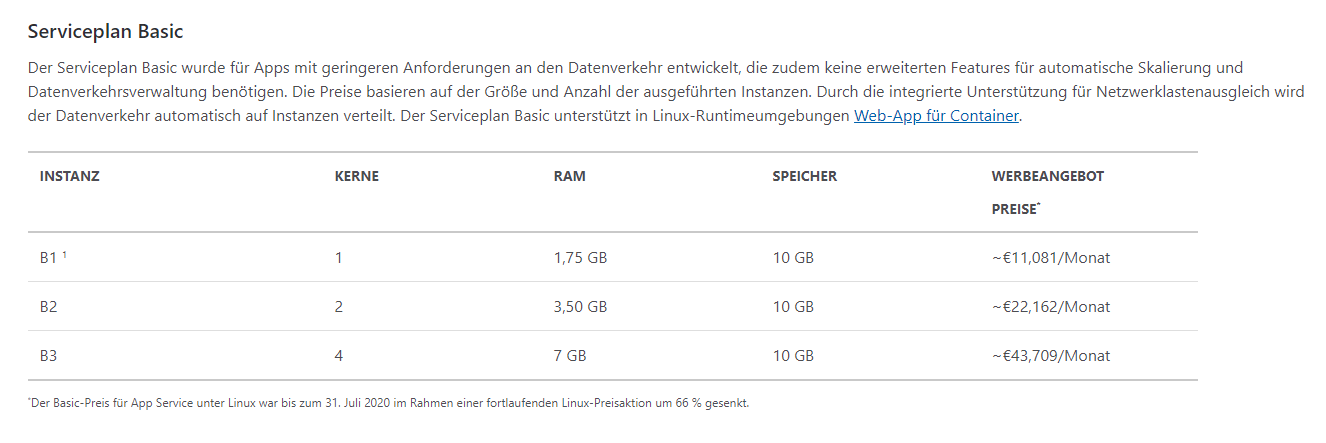 Serviceplan Basic
Der Serviceplan Basic wurde für Apps mit geringeren Anforderungen an den Datenverkehr entwickelt, die zudem keine erweiterten Features für automatische Skalierung und
Datenverkehrsverwaltung benötigen. Die Preise basieren auf der Größe und Anzahl der ausgeführten Instanzen. Durch die integrierte Unterstützung für Netzwerklastenausgleich wird
der Datenverkehr automatisch auf Instanzen verteilt. Der Serviceplan Basic unterstützt in Linux-Runtimeumgebungen Web-App für Container.
INSTANZ KERNE RAM SPEICHER WERBEANGEBOT
PREISE*
B1 ¹ 1 1,75 GB 10 GB ~€11,081/Monat
B2 2 3,50 GB 10 GB ~€22,162/Monat
B3 4 7 GB 10 GB ~€43,709/Monat
*Der Basic-Preis für App Service unter Linux war bis zum 31. Juli 2020 im Rahmen einer fortlaufenden Linux-Preisaktion um 66 % gesenkt.